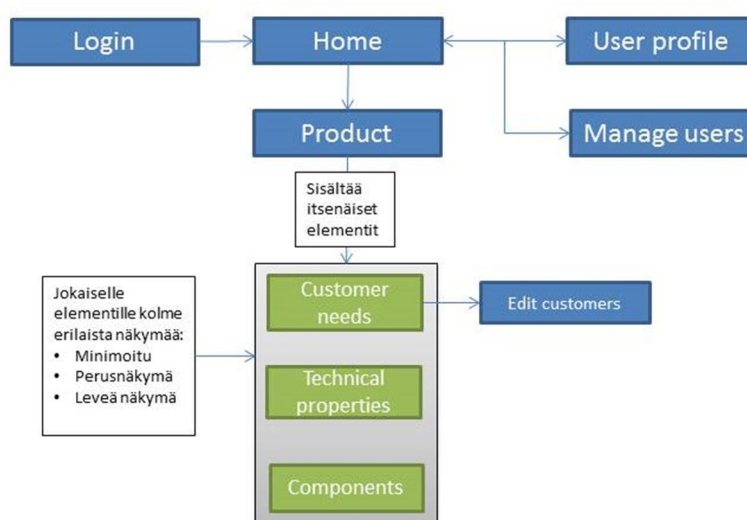 Login
Home
User profile
Product
Manage users
Sisältää
itsenäiset
elementit
Customer
needs
Edit customers
Jokaiselle
elementille kolme
erilaista näkymää:
• Minimoitu
• Perusnäkymä
• Leveä näkymä
Technical
properties
Components